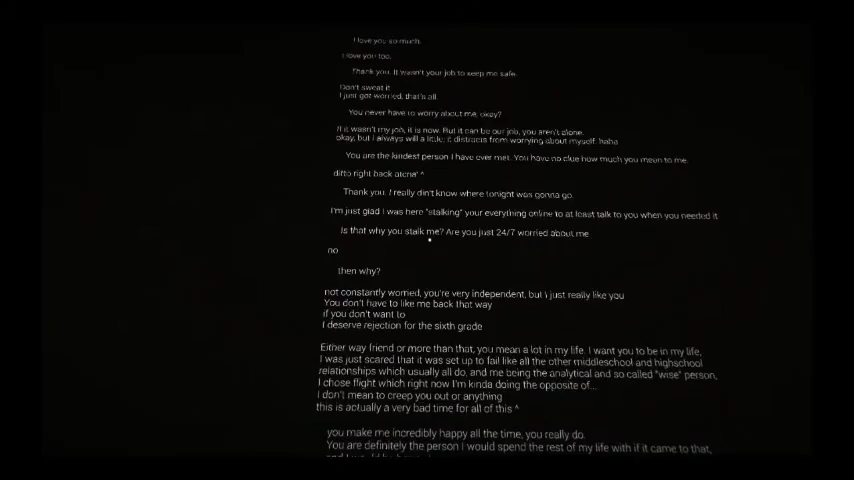 I love you so much.
I love you too.
Thank you. It wasn't your job to keep me safe.
Don't sweat it
I just got worried, that's all
You never have to worry about me, okay?
If it wasn't my job, it is now. But it can be our job, you aren't alone.
okay, but I always will a little, it distracts from worrying about myself. haha
You are the kindest person I have ever met. You have no clue how much you mean to me.
ditto right back atcha' ^
Thank you. I really din't know where tonight was gonna go.
I'm just glad I was here "stalking" your everything online to at least talk to you when you needed it
Is that why you stalk me? Are you just 24/7 worried about me
no
then why?
not constantly worried, you're very independent, but I just really like you
You don't have to like me back that way
if you don't want to
I deserve rejection for the sixth grade
Either way friend or more than that, you mean a lot in my life. I want you to be in my life,
I was just scared that it was set up to fail like all the other middleschool and highschool
relationships which usually all do, and me being the analytical and so called "wise" person,
I chose flight which right now I'm kinda doing the opposite of...
I don't mean to creep you out or anything
this is actually a very bad time for all of this ^
you make me incredibly happy all the time, you really do.
You are definitely the person I would spend the rest of my life with if it came to that,